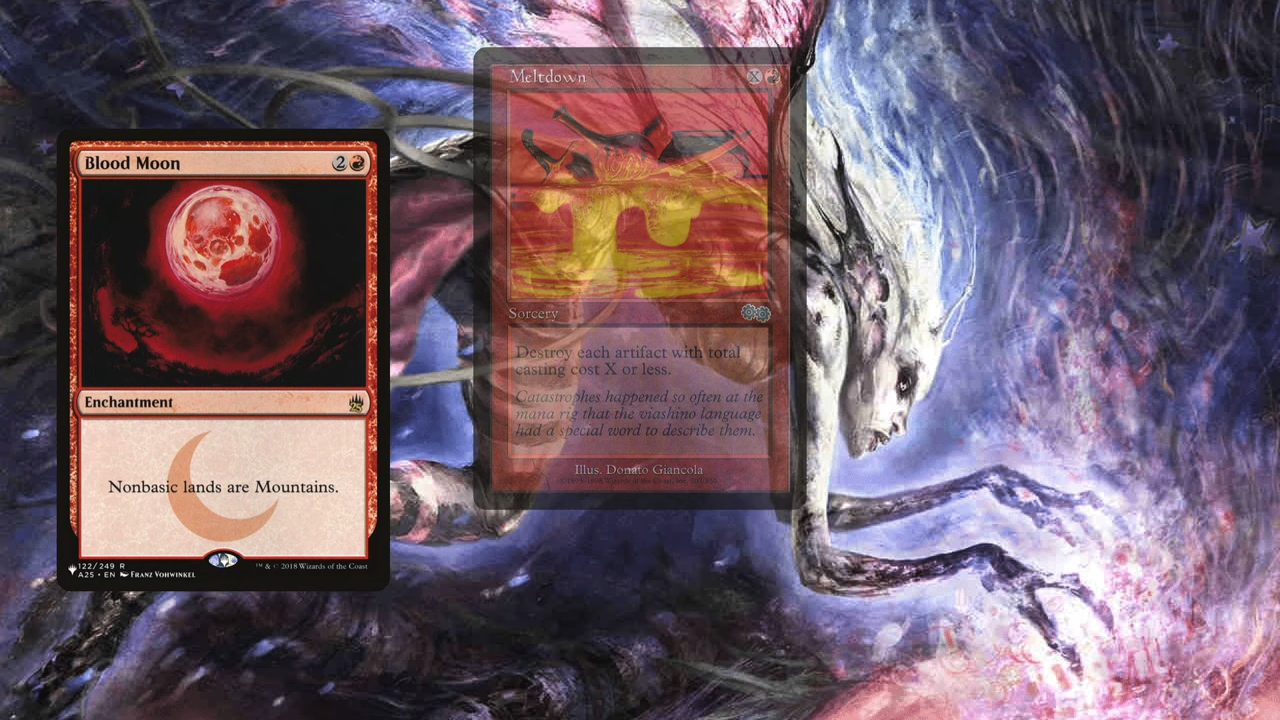 Blood Moon
2
Enchantment
Nonbasic lands are Mountains.
122/249 R
A25 • EN Franz Vohwinkel
™ & © 2018 Wizards of the Coast
Meltdown
X
Sorcery
Destroy each artifact with total
casting cost X or less.
Catastrophes happened so often at the
mana rig that the viashino language
had a special word to describe them.
Illus. Donato Giancola